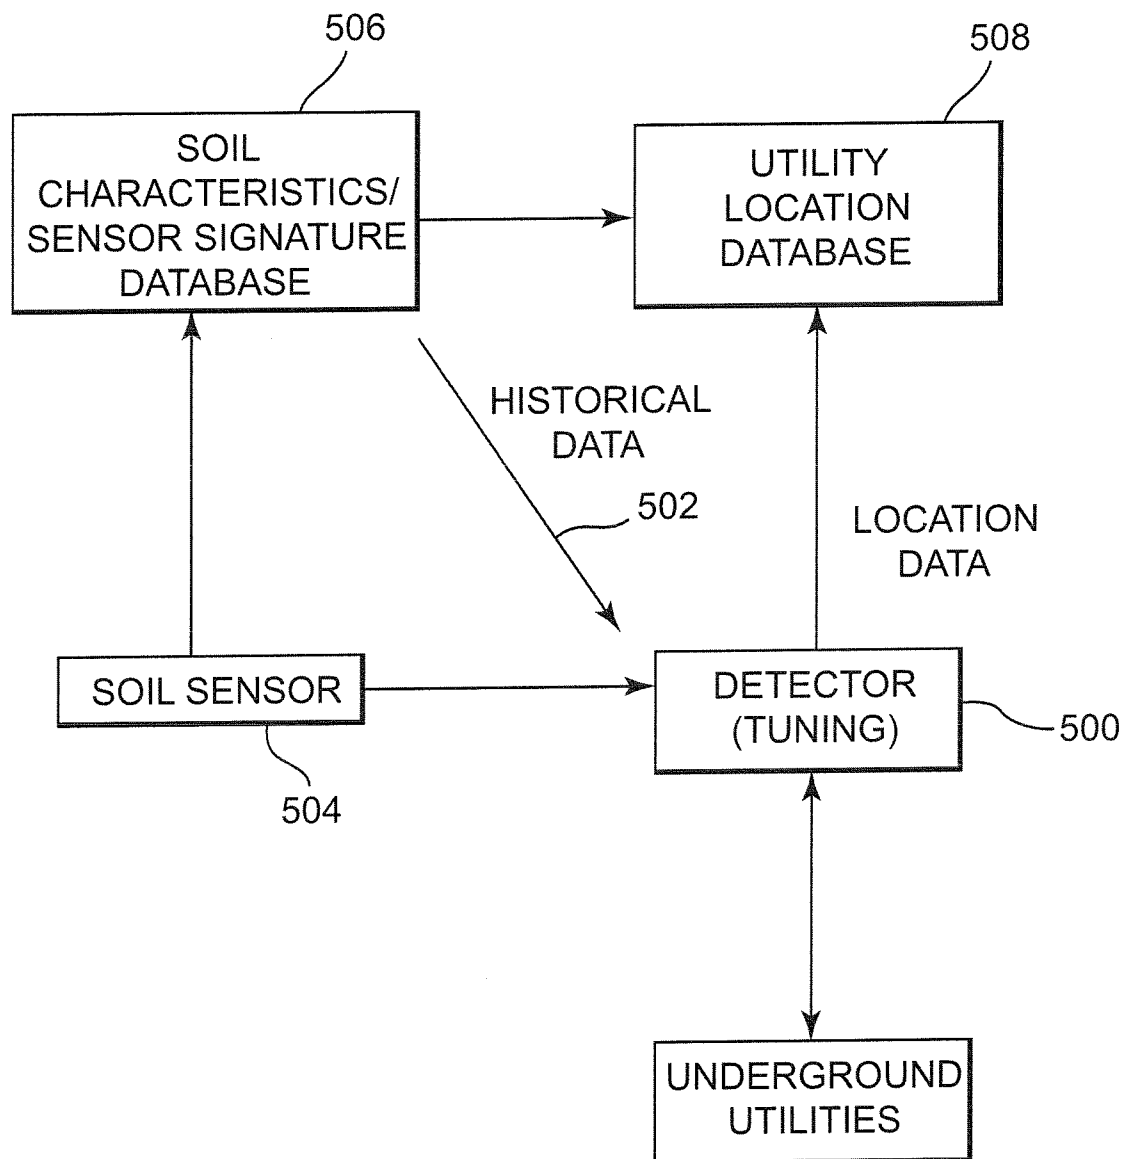 506
508
SOIL
CHARACTERISTICS/
SENSOR SIGNATURE
DATABASE
UTILITY
LOCATION
DATABASE
HISTORICAL
DATA
502
LOCATION
DATA
SOIL SENSOR
504
DETECTOR
(TUNING)
500
UNDERGROUND
UTILITIES